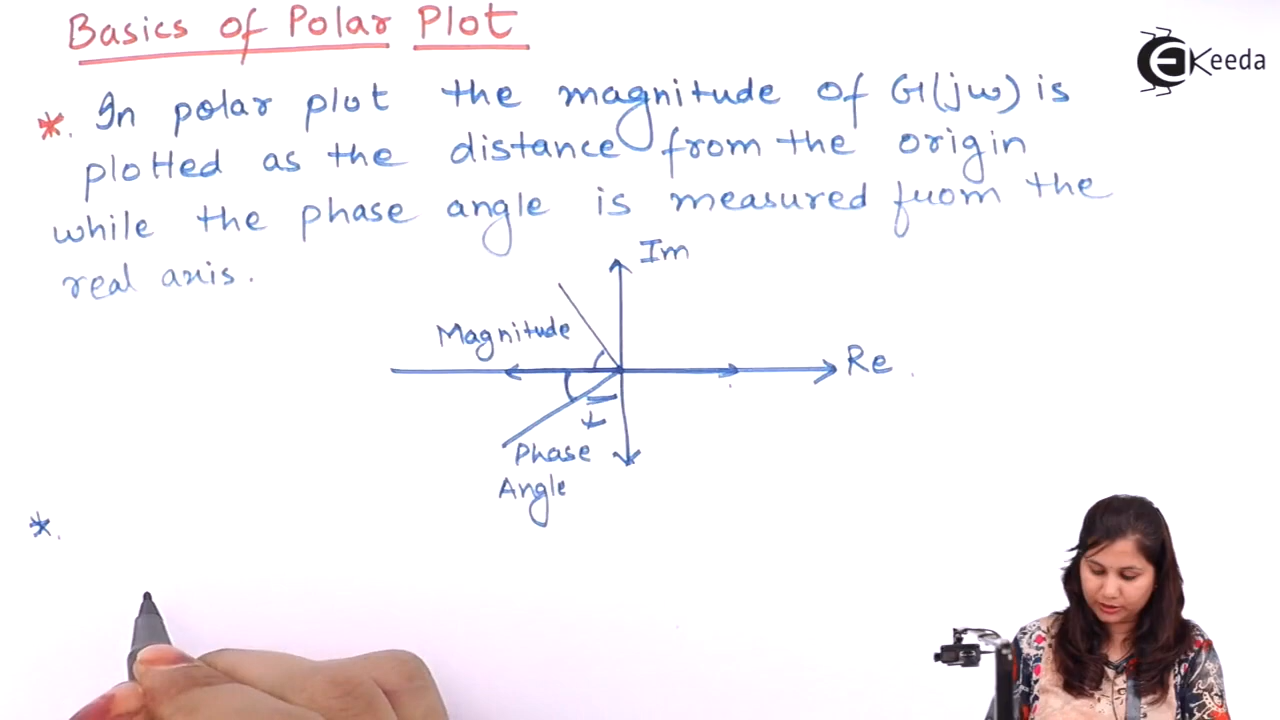 Basics of Polar Plot
Keeda
*. In polar plot the magnitude of G(jω) is
plotted as the distance from the origin
while the phase angle is measured from the
real axis.
Im
Magnitude
Re
Phase
Angle
*.